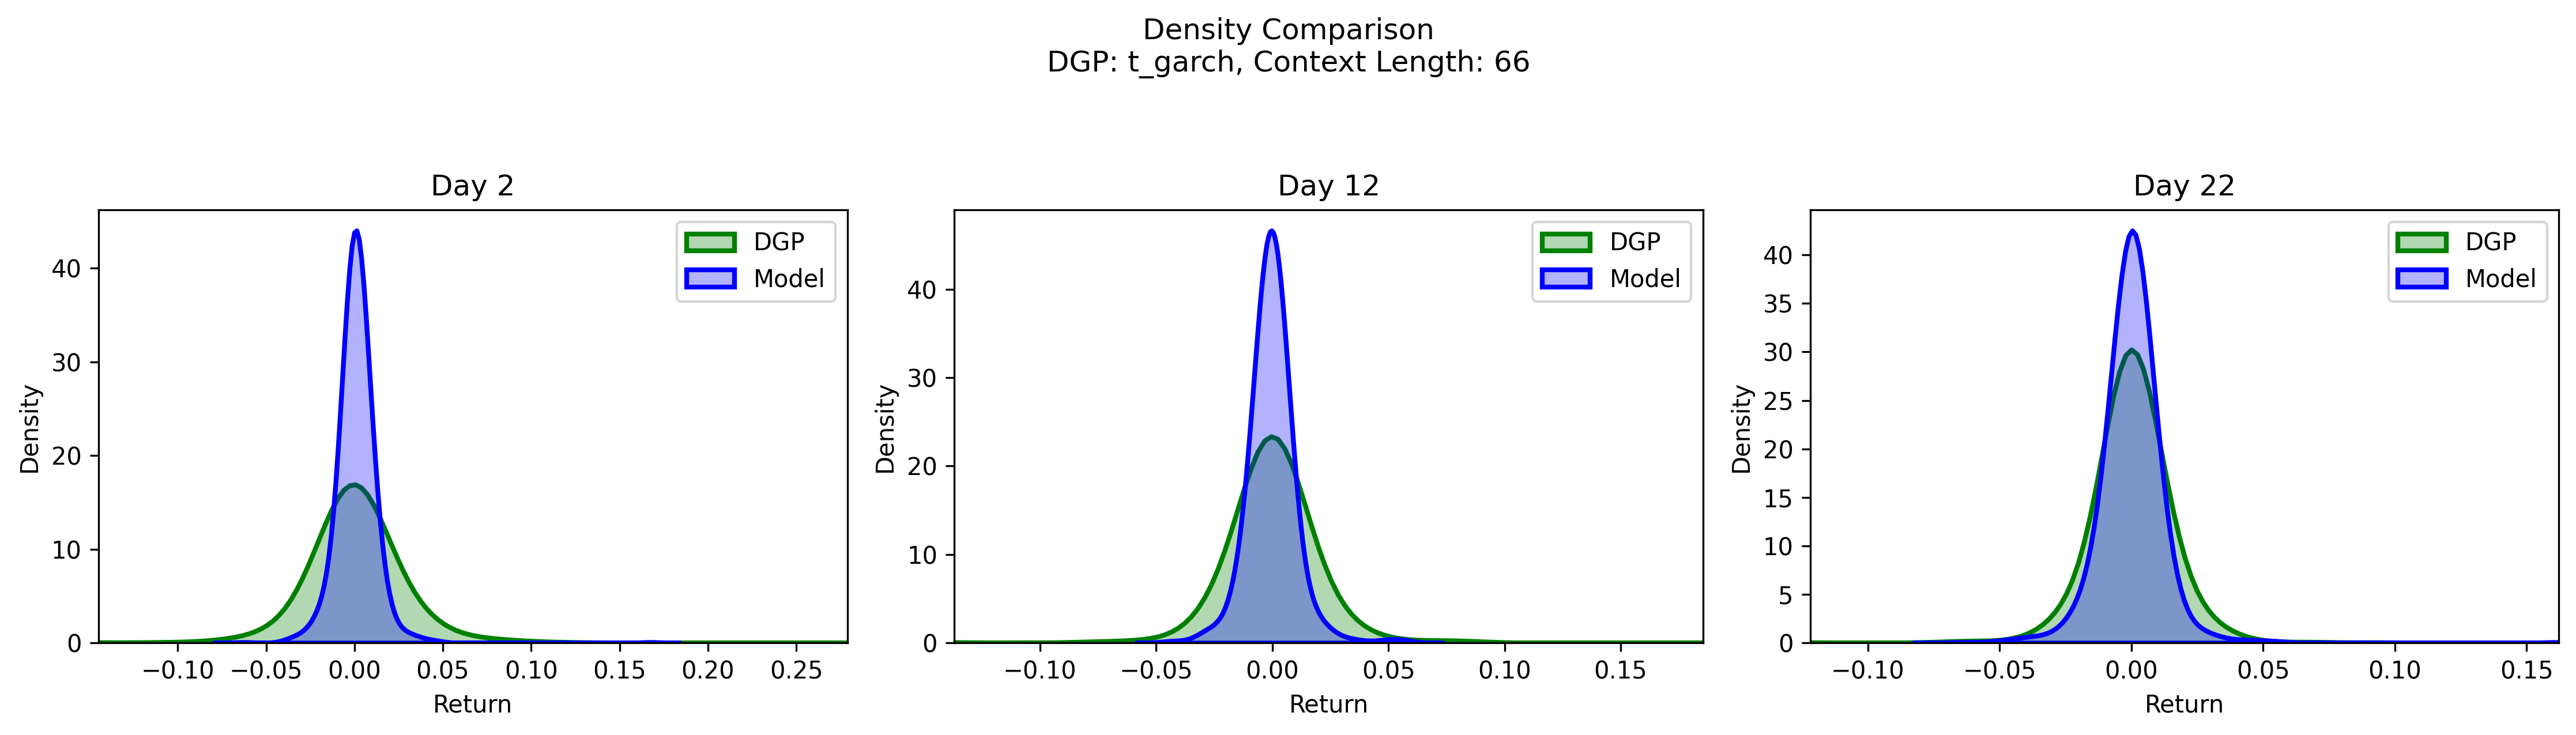 Density Comparison
DGP: t_garch, Context Length: 66
Day 2
DGP
Model
Density
0
10
20
30
40
−0.10
−0.05
0.00
0.05
0.10
0.15
0.20
0.25
Return
Day 12
DGP
Model
Density
0
10
20
30
40
−0.10
−0.05
0.00
0.05
0.10
0.15
Return
Day 22
DGP
Model
Density
0
5
10
15
20
25
30
35
40
−0.10
−0.05
0.00
0.05
0.10
0.15
Return